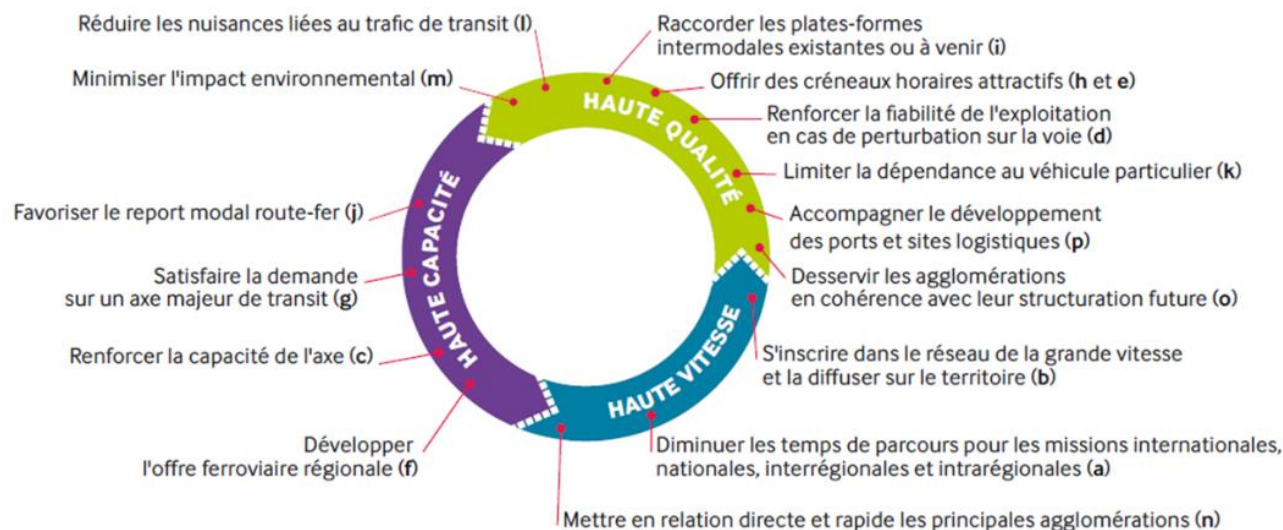 Réduire les nuisances liées au trafic de transit (l)
Minimiser l'impact environnemental (m)
Raccorder les plates-formes
intermodales existantes ou à venir (i)
Offrir des créneaux horaires attractifs (h et e)
Renforcer la fiabilité de l'exploitation
en cas de perturbation sur la voie (d)
Limiter la dépendance au véhicule particulier (k)
Accompagner le développement
des ports et sites logistiques (p)
Desservir les agglomérations
en cohérence avec leur structuration future (o)
HAUTE QUALITÉ
HAUTE CAPACITÉ
HAUTE VITESSE
Favoriser le report modal route-fer (j)
Satisfaire la demande
sur un axe majeur de transit (g)
Renforcer la capacité de l'axe (c)
Développer
l'offre ferroviaire régionale (f)
S'inscrire dans le réseau de la grande vitesse
et la diffuser sur le territoire (b)
Diminuer les temps de parcours pour les missions internationales,
nationales, interrégionales et intrarégionales (a)
Mettre en relation directe et rapide les principales agglomérations (n)